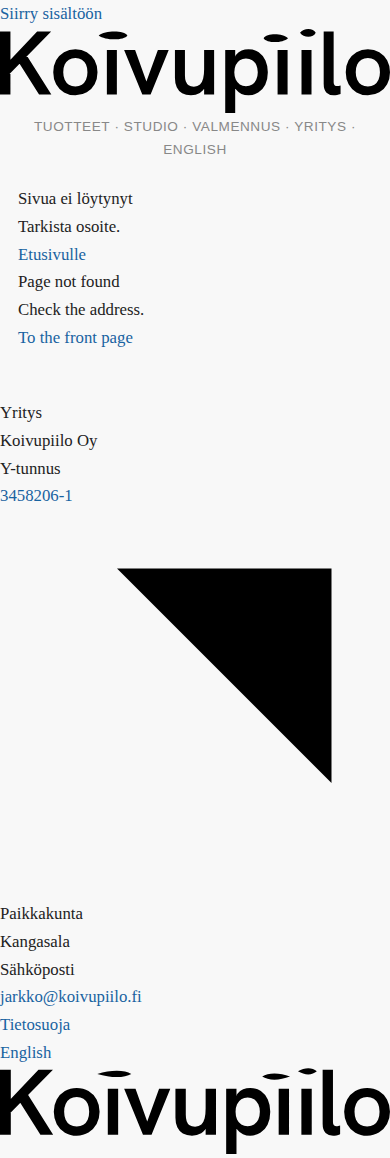 Siirry sisältöön
Koivupiilo
TUOTTEET · STUDIO · VALMENNUS · YRITYS ·
ENGLISH
Sivua ei löytynyt
Tarkista osoite.
Etusivulle
Page not found
Check the address.
To the front page
Yritys
Koivupiilo Oy
Y-tunnus
3458206-1
Paikkakunta
Kangasala
Sähköposti
jarkko@koivupiilo.fi
Tietosuoja
English
Koivupiilo